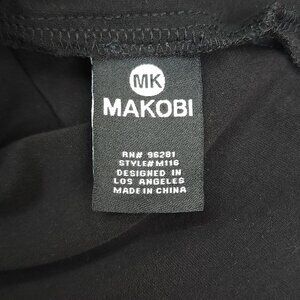 MK
MAKOBI
RN# 96281
STYLE# M116
DESIGNED IN
LOS ANGELES
MADE IN CHINA